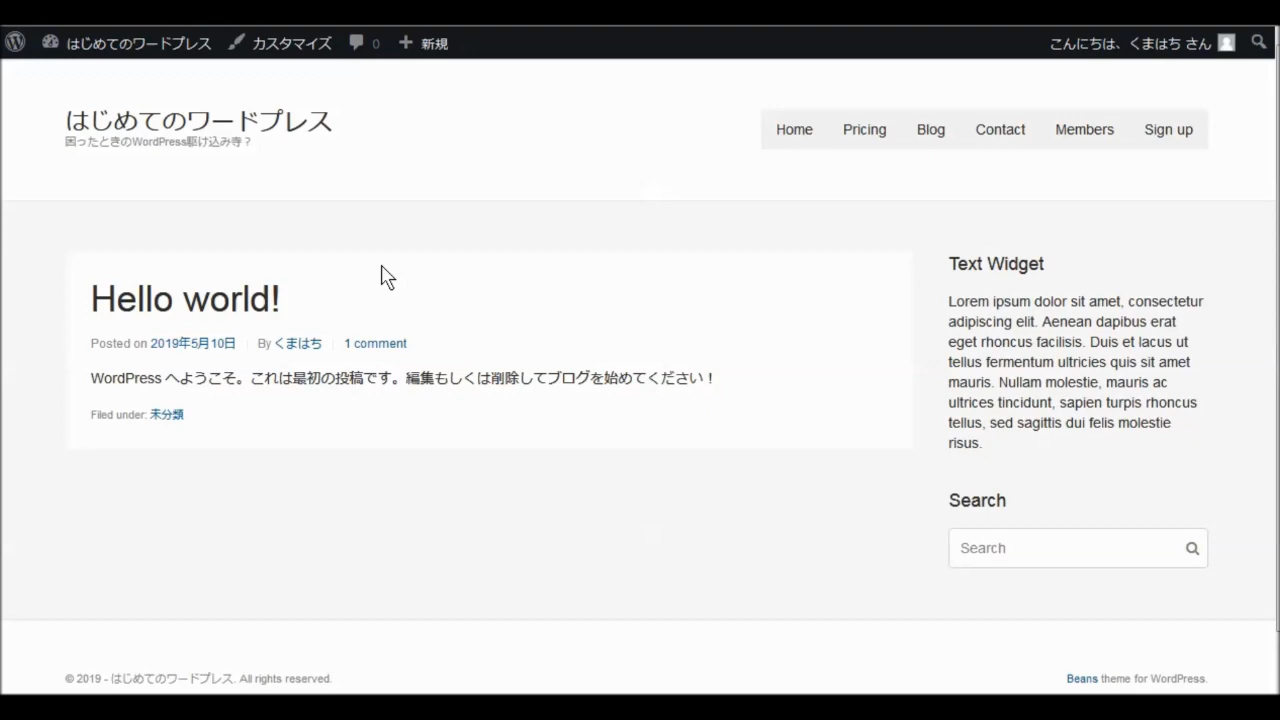 はじめてのワードプレス カスタマイズ 0 新規 こんにちは、くまはち さん
はじめてのワードプレス
困ったときのWordPress駆け込み寺？
Home Pricing Blog Contact Members Sign up
Hello world!
Posted on 2019年5月10日 By くまはち 1 comment
WordPress へようこそ。これは最初の投稿です。編集もしくは削除してブログを始めてください！
Filed under: 未分類
Text Widget
Lorem ipsum dolor sit amet, consectetur
adipiscing elit. Aenean dapibus erat
eget rhoncus facilisis. Duis et lacus ut
tellus fermentum ultricies quis sit amet
mauris. Nullam molestie, mauris ac
ultrices tincidunt, sapien turpis rhoncus
tellus, sed sagittis dui felis molestie
risus.
Search
Search
© 2019 - はじめてのワードプレス. All rights reserved.
Beans theme for WordPress.